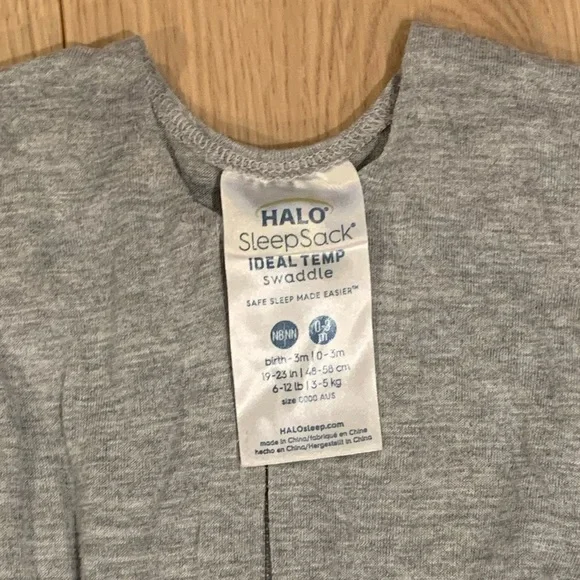 HALO®
SleepSack®
IDEAL TEMP
swaddle
SAFE SLEEP MADE EASIER™
NB|NN 0-3 m
birth - 3m | 0 - 3m
19-23 in | 48-58 cm
6-12 lb | 3-5 kg
size 0000 AUS
HALOsleep.com
made in China/fabriqué en China
hecho en China/Hergestellt in China